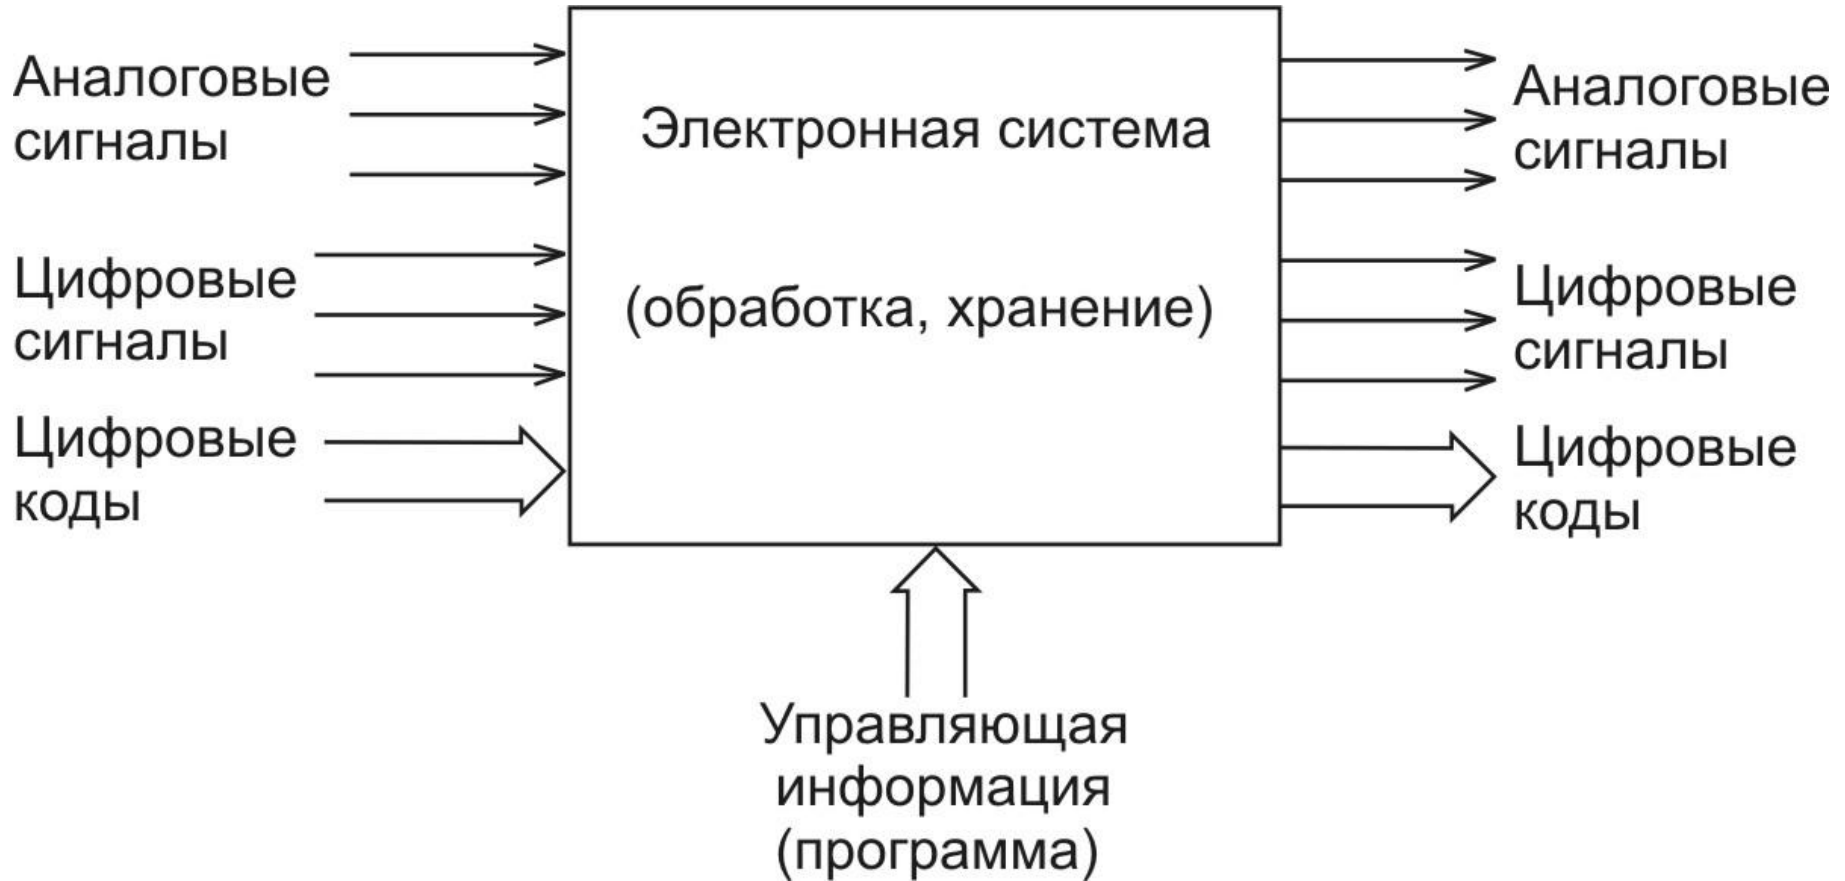 Аналоговые
сигналы
Цифровые
сигналы
Цифровые
коды
Электронная система
(обработка, хранение)
Аналоговые
сигналы
Цифровые
сигналы
Цифровые
коды
Управляющая
информация
(программа)